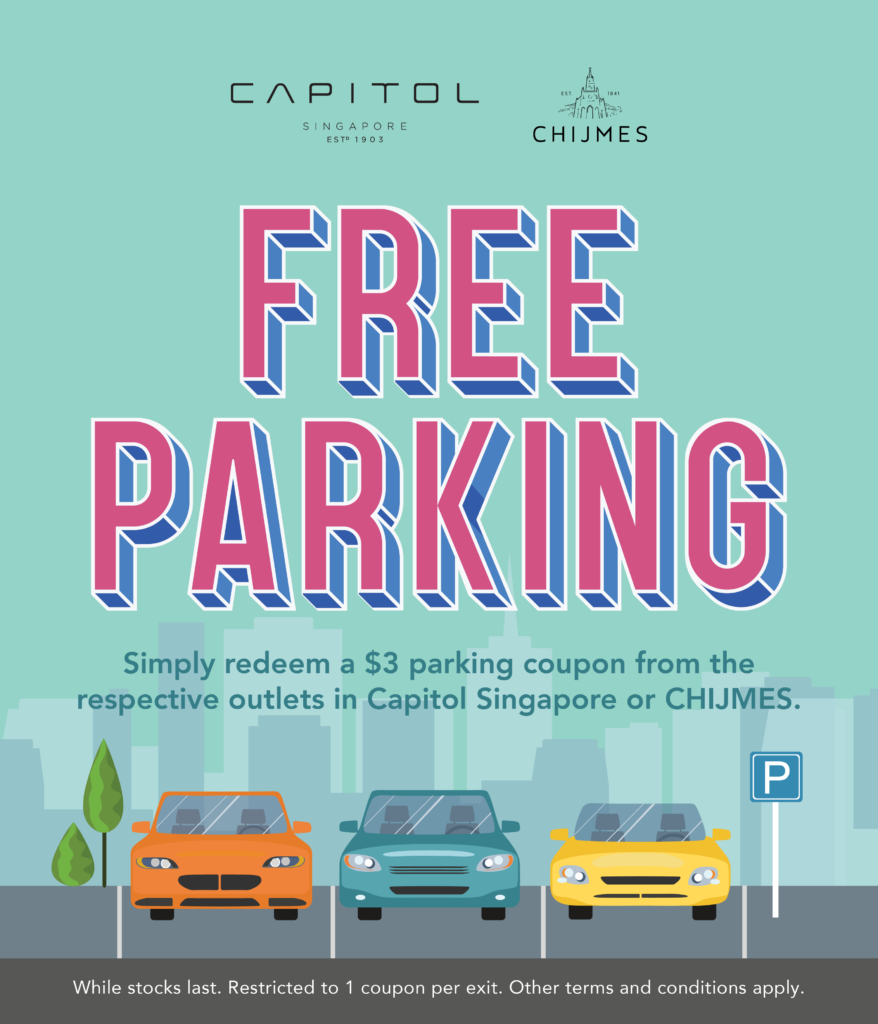 CAPITOL
SINGAPORE
ESTD 1903
EST. 1841
CHIJMES
FREE
PARKING
Simply redeem a $3 parking coupon from the
respective outlets in Capitol Singapore or CHIJMES.
P
While stocks last. Restricted to 1 coupon per exit. Other terms and conditions apply.